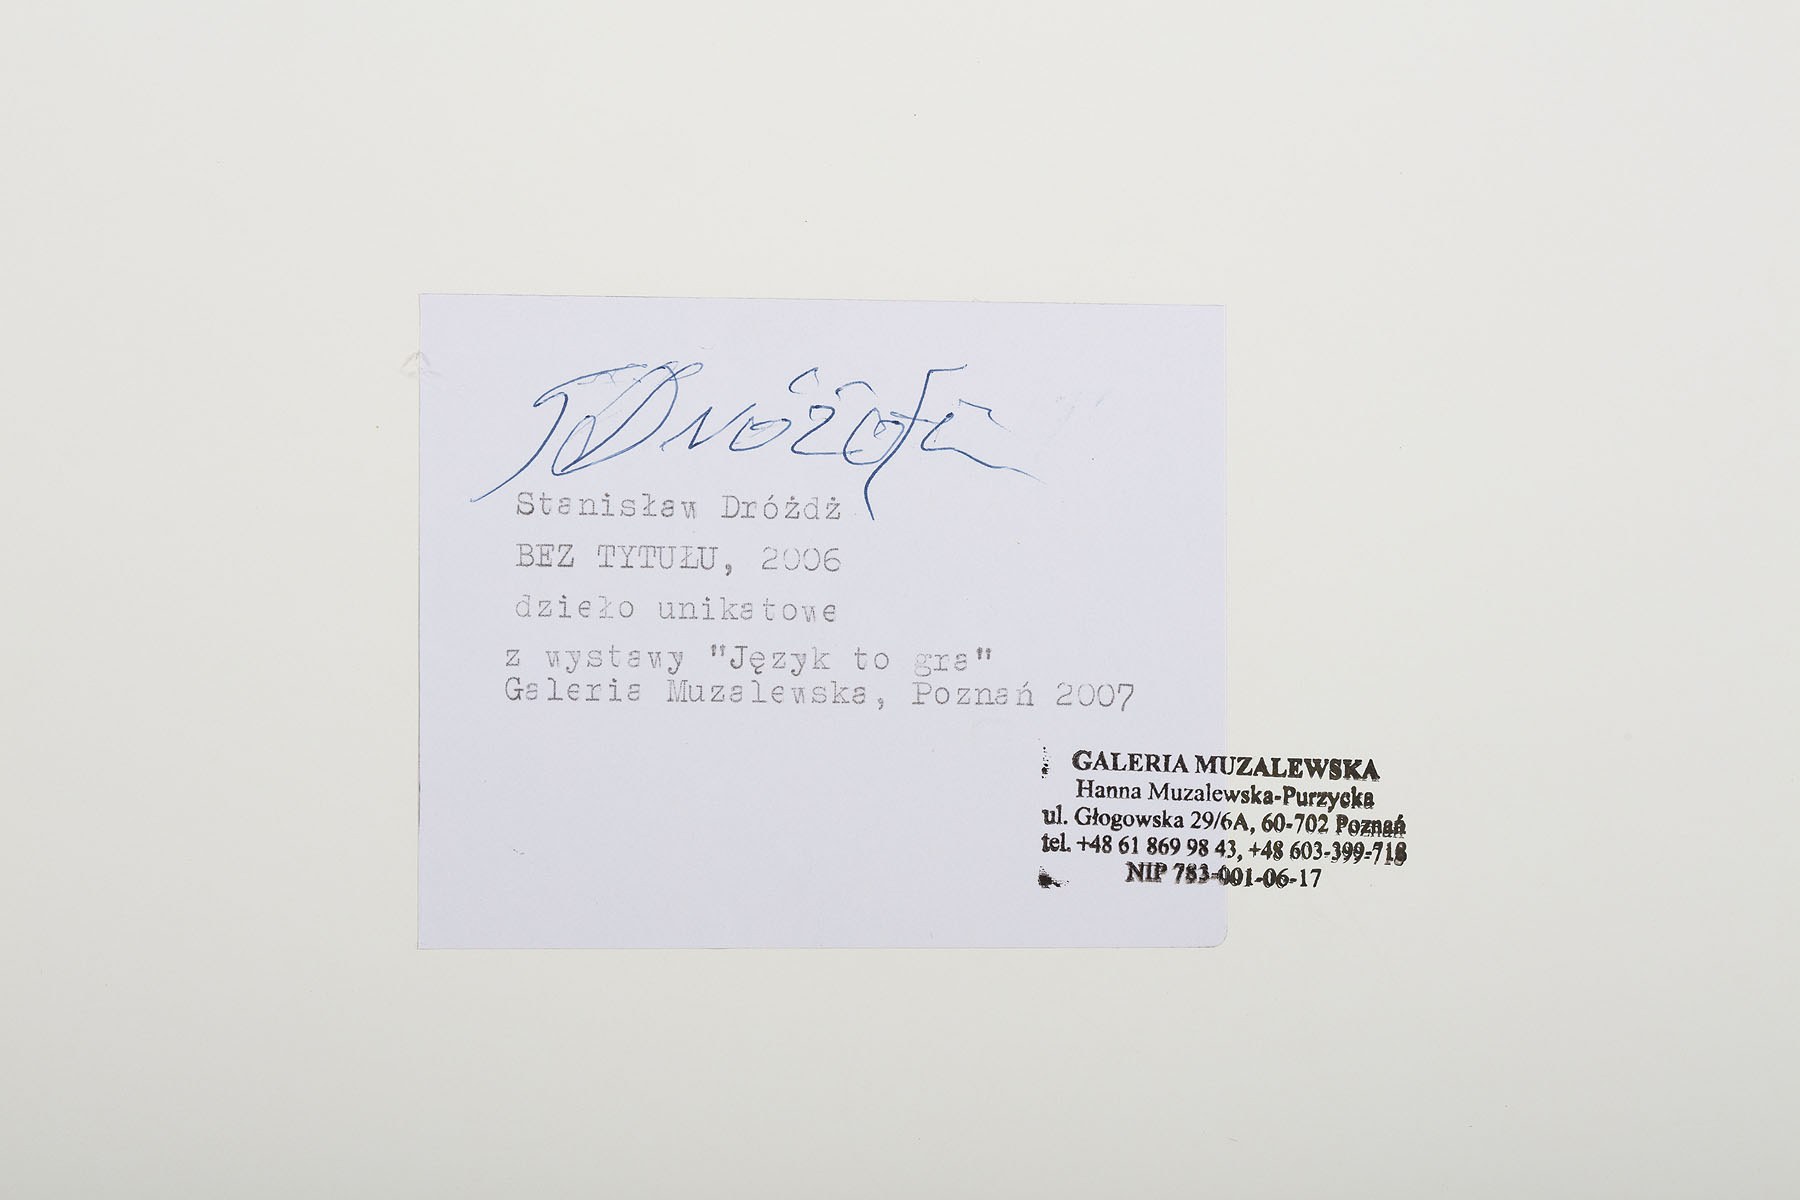 Dróżdż
Stanisław Dróżdż
BEZ TYTUŁU, 2006
dzieło unikatowe
z wystawy "Język to gra"
Galeria Muzalewska, Poznań 2007
GALERIA MUZALEWSKA
Hanna Muzalewska-Purzycka
ul. Głogowska 29/6A, 60-702 Poznań
tel. +48 61 869 98 43, +48 603-399-718
NIP 783-001-06-17